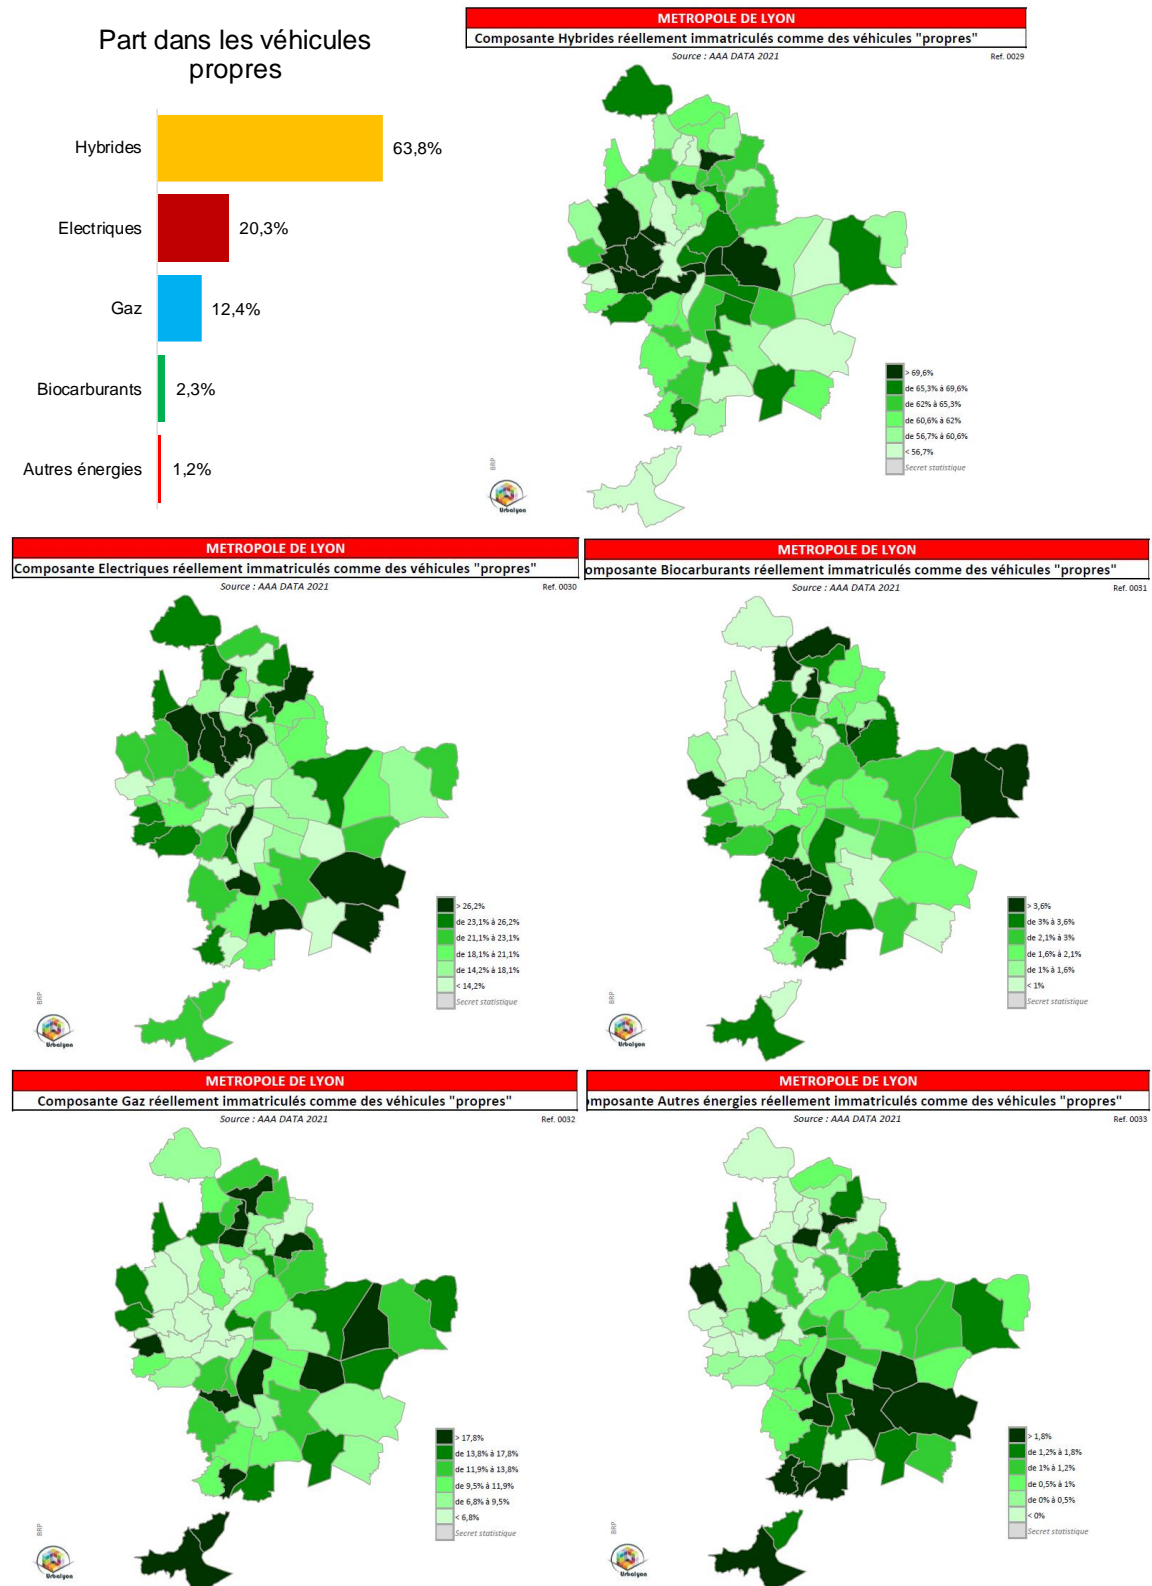 Part dans les véhicules
propres
Hybrides
63,8%
Electriques
20,3%
Gaz
12,4%
Biocarburants
2,3%
Autres énergies
1,2%
METROPOLE DE LYON
Composante Hybrides réellement immatriculés comme des véhicules "propres"
Source : AAA DATA 2021
Ref. 0029
> 69,6%
de 65,3% à 69,6%
de 62% à 65,3%
de 60,6% à 62%
de 56,7% à 60,6%
< 56,7%
Secret statistique
BRP
Urbalyon
METROPOLE DE LYON
Composante Electriques réellement immatriculés comme des véhicules "propres"
Source : AAA DATA 2021
Ref. 0030
> 26,2%
de 23,1% à 26,2%
de 21,1% à 23,1%
de 18,1% à 21,1%
de 14,2% à 18,1%
< 14,2%
Secret statistique
BRP
Urbalyon
METROPOLE DE LYON
omposante Biocarburants réellement immatriculés comme des véhicules "propres"
Source : AAA DATA 2021
Ref. 0031
> 3,6%
de 3% à 3,6%
de 2,1% à 3%
de 1,6% à 2,1%
de 1% à 1,6%
< 1%
Secret statistique
BRP
Urbalyon
METROPOLE DE LYON
Composante Gaz réellement immatriculés comme des véhicules "propres"
Source : AAA DATA 2021
Ref. 0032
> 17,8%
de 13,8% à 17,8%
de 11,9% à 13,8%
de 9,5% à 11,9%
de 6,8% à 9,5%
< 6,8%
Secret statistique
BRP
Urbalyon
METROPOLE DE LYON
mposante Autres énergies réellement immatriculés comme des véhicules "propres"
Source : AAA DATA 2021
Ref. 0033
> 1,8%
de 1,2% à 1,8%
de 1% à 1,2%
de 0,5% à 1%
de 0% à 0,5%
< 0%
Secret statistique
BRP
Urbalyon